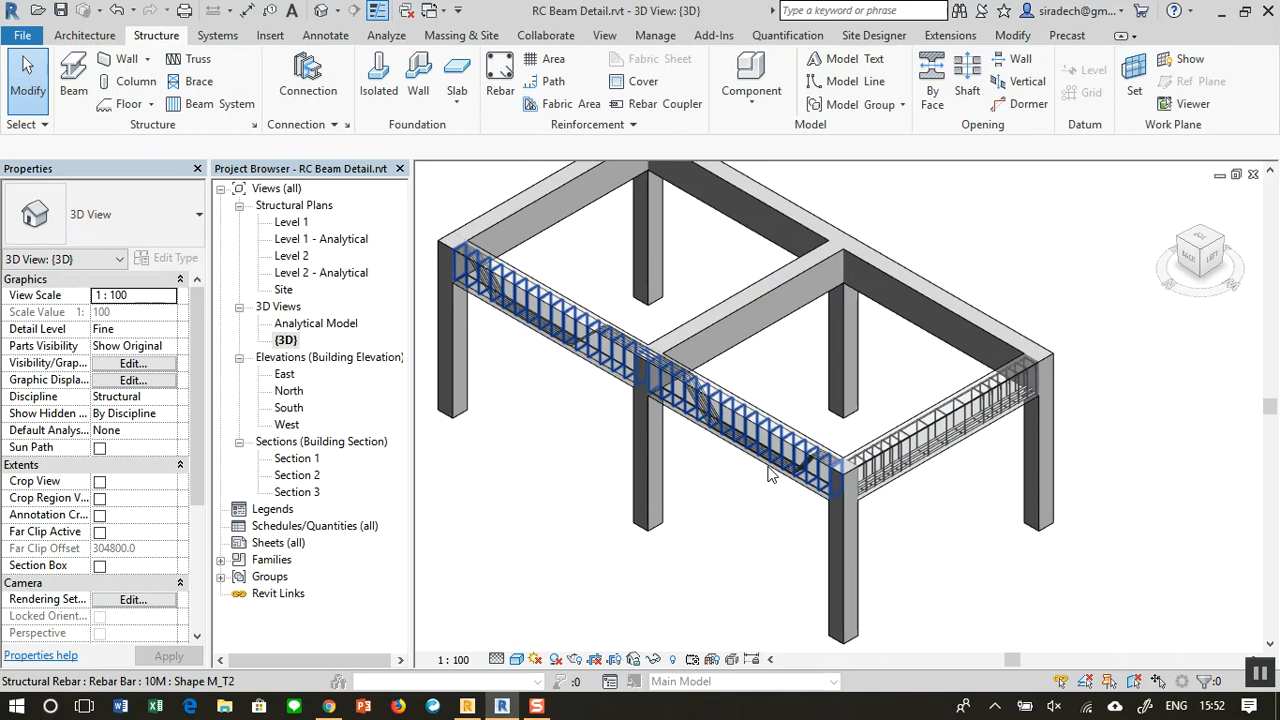 RC Beam Detail.rvt - 3D View: {3D}
Type a keyword or phrase
siradech@gm...
File Architecture Structure Systems Insert Annotate Analyze Massing & Site Collaborate View Manage Add-Ins Quantification Site Designer Extensions Modify Precast
Modify
Select
Beam
Wall
Column
Floor
Truss
Brace
Beam System
Structure
Connection
Connection
Isolated
Wall
Slab
Foundation
Rebar
Area
Path
Fabric Area
Fabric Sheet
Cover
Rebar Coupler
Reinforcement
Component
Model Text
Model Line
Model Group
Model
By Face
Shaft
Wall
Vertical
Dormer
Opening
Level
Grid
Datum
Set
Show
Ref Plane
Viewer
Work Plane
Properties
3D View
3D View: {3D}
Edit Type
Graphics
View Scale 1 : 100
Scale Value 1: 100
Detail Level Fine
Parts Visibility Show Original
Visibility/Grap... Edit...
Graphic Displa... Edit...
Discipline Structural
Show Hidden ... By Discipline
Default Analys... None
Sun Path
Extents
Crop View
Crop Region V...
Annotation Cr...
Far Clip Active
Far Clip Offset 304800.0
Section Box
Camera
Rendering Set... Edit...
Locked Orient...
Perspective
Properties help
Apply
Project Browser - RC Beam Detail.rvt
Views (all)
Structural Plans
Level 1
Level 1 - Analytical
Level 2
Level 2 - Analytical
Site
3D Views
Analytical Model
{3D}
Elevations (Building Elevation)
East
North
South
West
Sections (Building Section)
Section 1
Section 2
Section 3
Legends
Schedules/Quantities (all)
Sheets (all)
Families
Groups
Revit Links
BACK
LEFT
1 : 100
Structural Rebar : Rebar Bar : 10M : Shape M_T2
:0
Main Model
:0
ENG 15:52